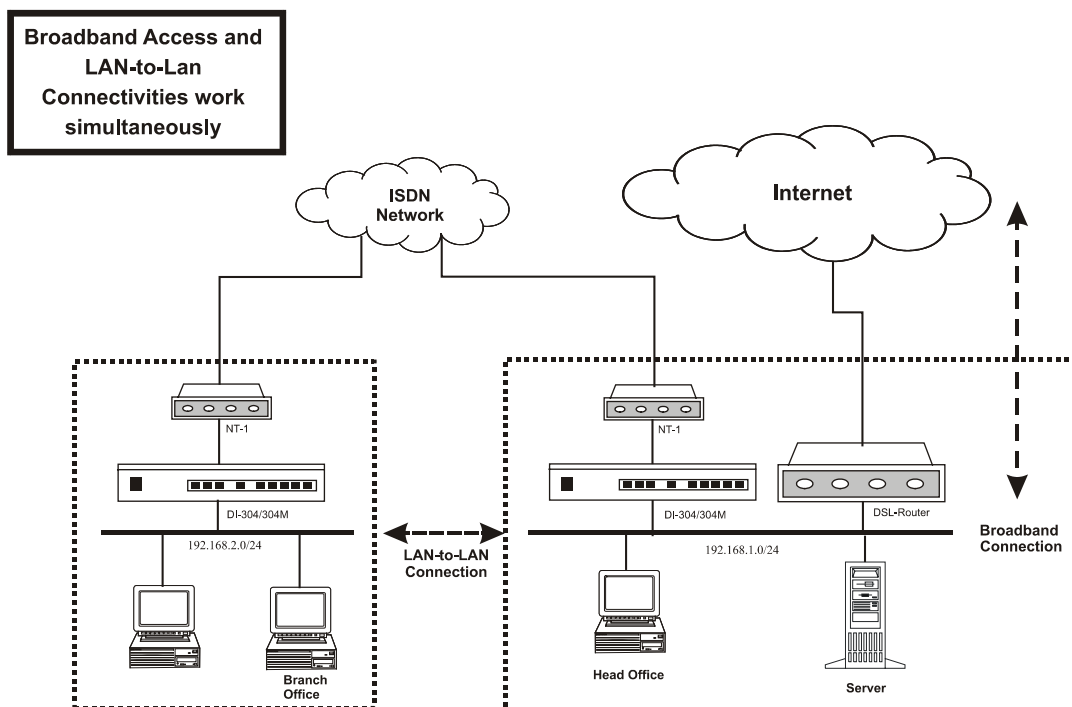 Broadband Access and
LAN-to-Lan
Connectivities work
simultaneously
ISDN
Network
Internet
NT-1
NT-1
DI-304/304M
DI-304/304M
DSL-Router
192.168.2.0/24
LAN-to-LAN
Connection
192.168.1.0/24
Broadband
Connection
Branch
Office
Head Office
Server